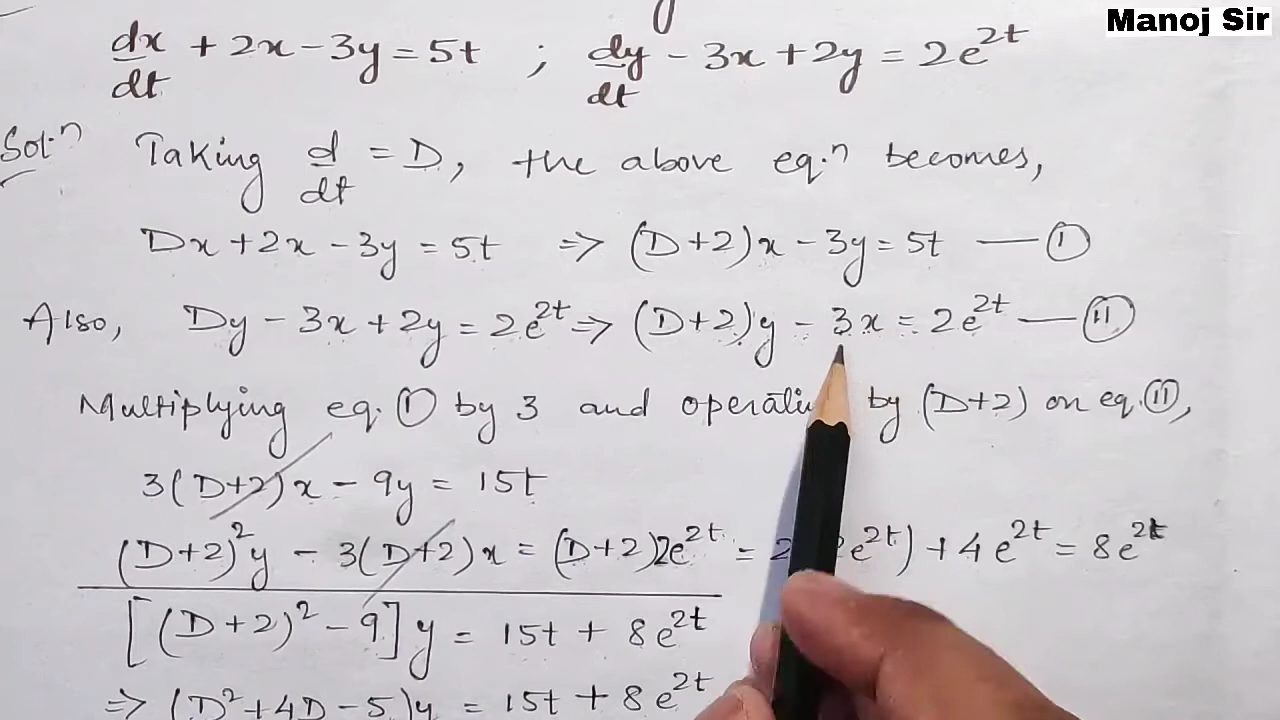 Manoj Sir
dx/dt + 2x - 3y = 5t ; dy/dt - 3x + 2y = 2e^2t
Sol.n Taking d/dt = D, the above eq.n becomes,
Dx + 2x - 3y = 5t => (D+2)x - 3y = 5t — I
Also, Dy - 3x + 2y = 2e^2t => (D+2)y - 3x = 2e^2t — II
Multiplying eq. I by 3 and by (D+2) on eq. II,
3(D+2)x - 9y = 15t
(D+2)^2 y - 3(D+2)x = (D+2)2e^2t = e^2t) + 4e^2t = 8e^2t
[(D+2)^2 - 9]y = 15t + 8e^2t
=> (D^2 + 4D - 5)y = 15t + 8e^2t